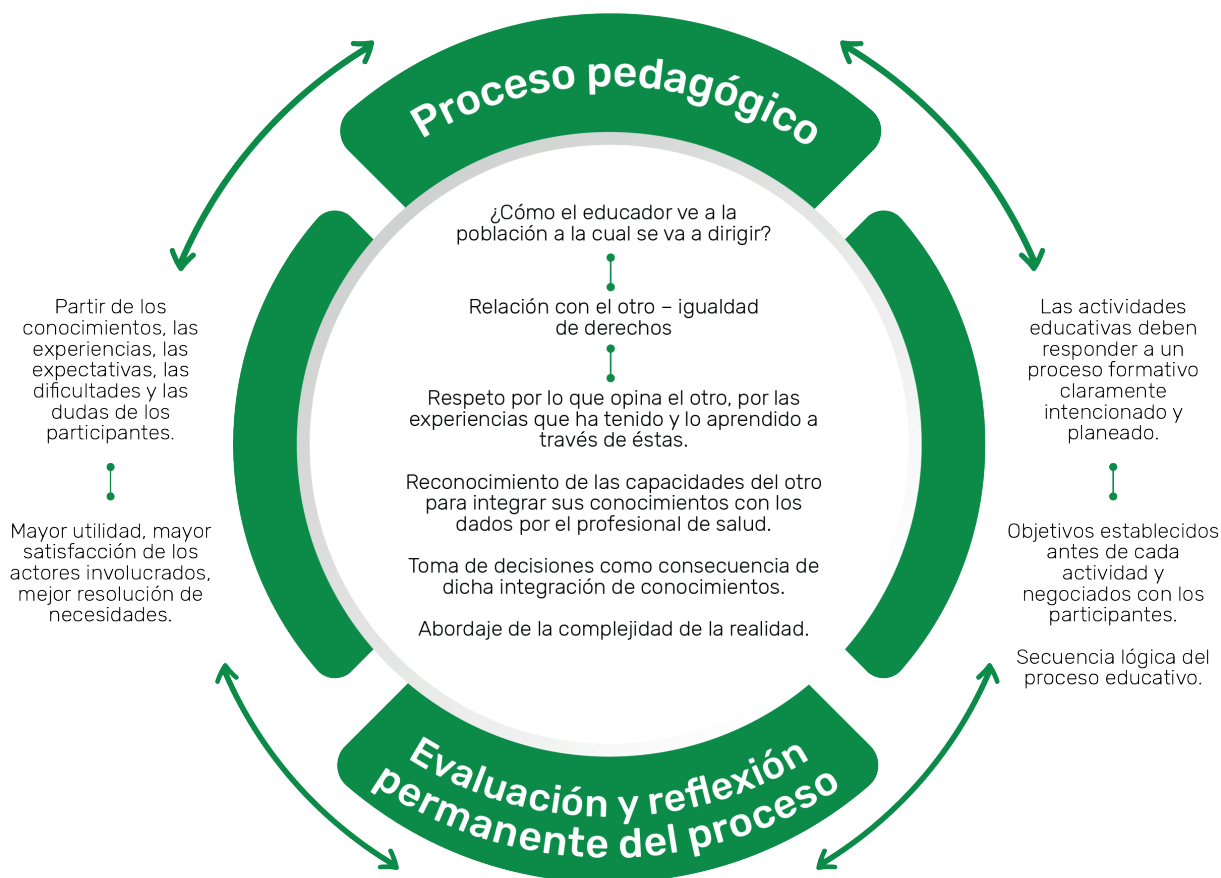 Proceso pedagógico
¿Cómo el educador ve a la
población a la cual se va a dirigir?
Relación con el otro – igualdad
de derechos
Respeto por lo que opina el otro, por las
experiencias que ha tenido y lo aprendido a
través de éstas.
Reconocimiento de las capacidades del otro
para integrar sus conocimientos con los
dados por el profesional de salud.
Toma de decisiones como consecuencia de
dicha integración de conocimientos.
Abordaje de la complejidad de la realidad.
Partir de los
conocimientos, las
experiencias, las
expectativas, las
dificultades y las
dudas de los
participantes.
Mayor utilidad, mayor
satisfacción de los
actores involucrados,
mejor resolución de
necesidades.
Las actividades
educativas deben
responder a un
proceso formativo
claramente
intencionado y
planeado.
Objetivos establecidos
antes de cada
actividad y
negociados con los
participantes.
Secuencia lógica del
proceso educativo.
Evaluación y reflexión
permanente del proceso